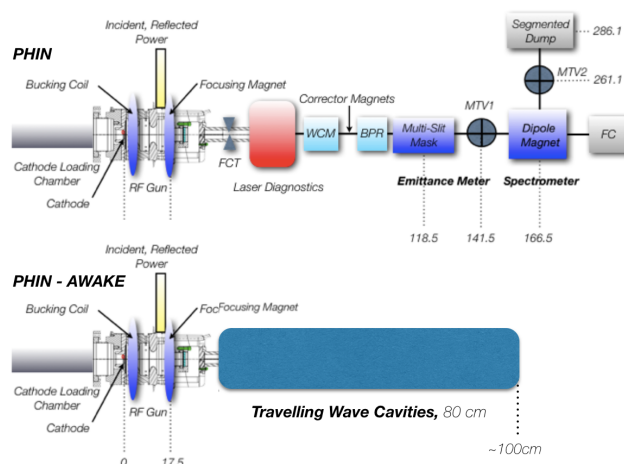 Incident, Reflected
Power
PHIN
Bucking Coil
Focusing Magnet
Segmented
Dump
286.1
MTV2
261.1
Corrector Magnets
MTV1
WCM
BPR
Multi-Slit
Mask
Dipole
Magnet
FC
FCT
Cathode Loading
Chamber
RF Gun
Laser Diagnostics
Emittance Meter
Spectrometer
Cathode
118.5
141.5
166.5
Incident, Reflected
Power
PHIN - AWAKE
Bucking Coil
FocFocusing Magnet
Cathode Loading
Chamber
RF Gun
Cathode
Travelling Wave Cavities, 80 cm
~100cm
0
17.5